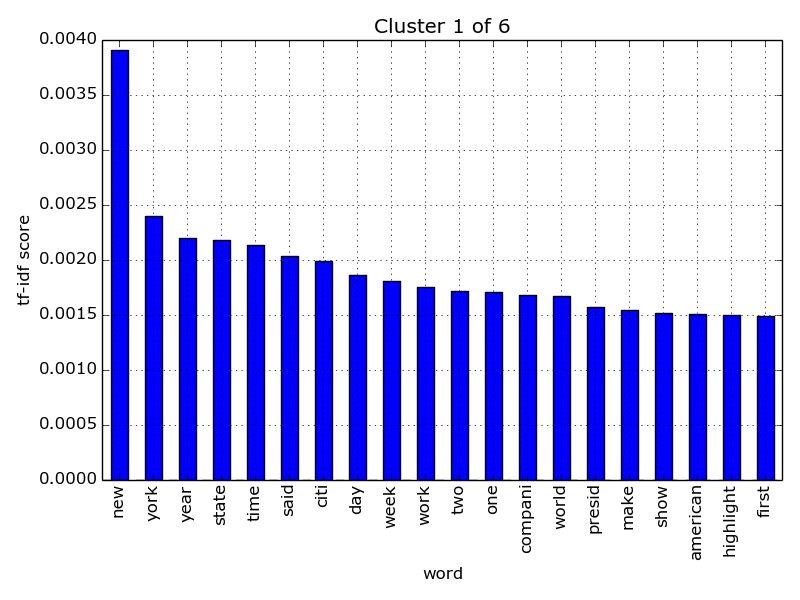 Cluster 1 of 6
tf-idf score
0.0040
0.0035
0.0030
0.0025
0.0020
0.0015
0.0010
0.0005
0.0000
new
york
year
state
time
said
citi
day
week
work
two
one
compani
world
presid
make
show
american
highlight
first
word